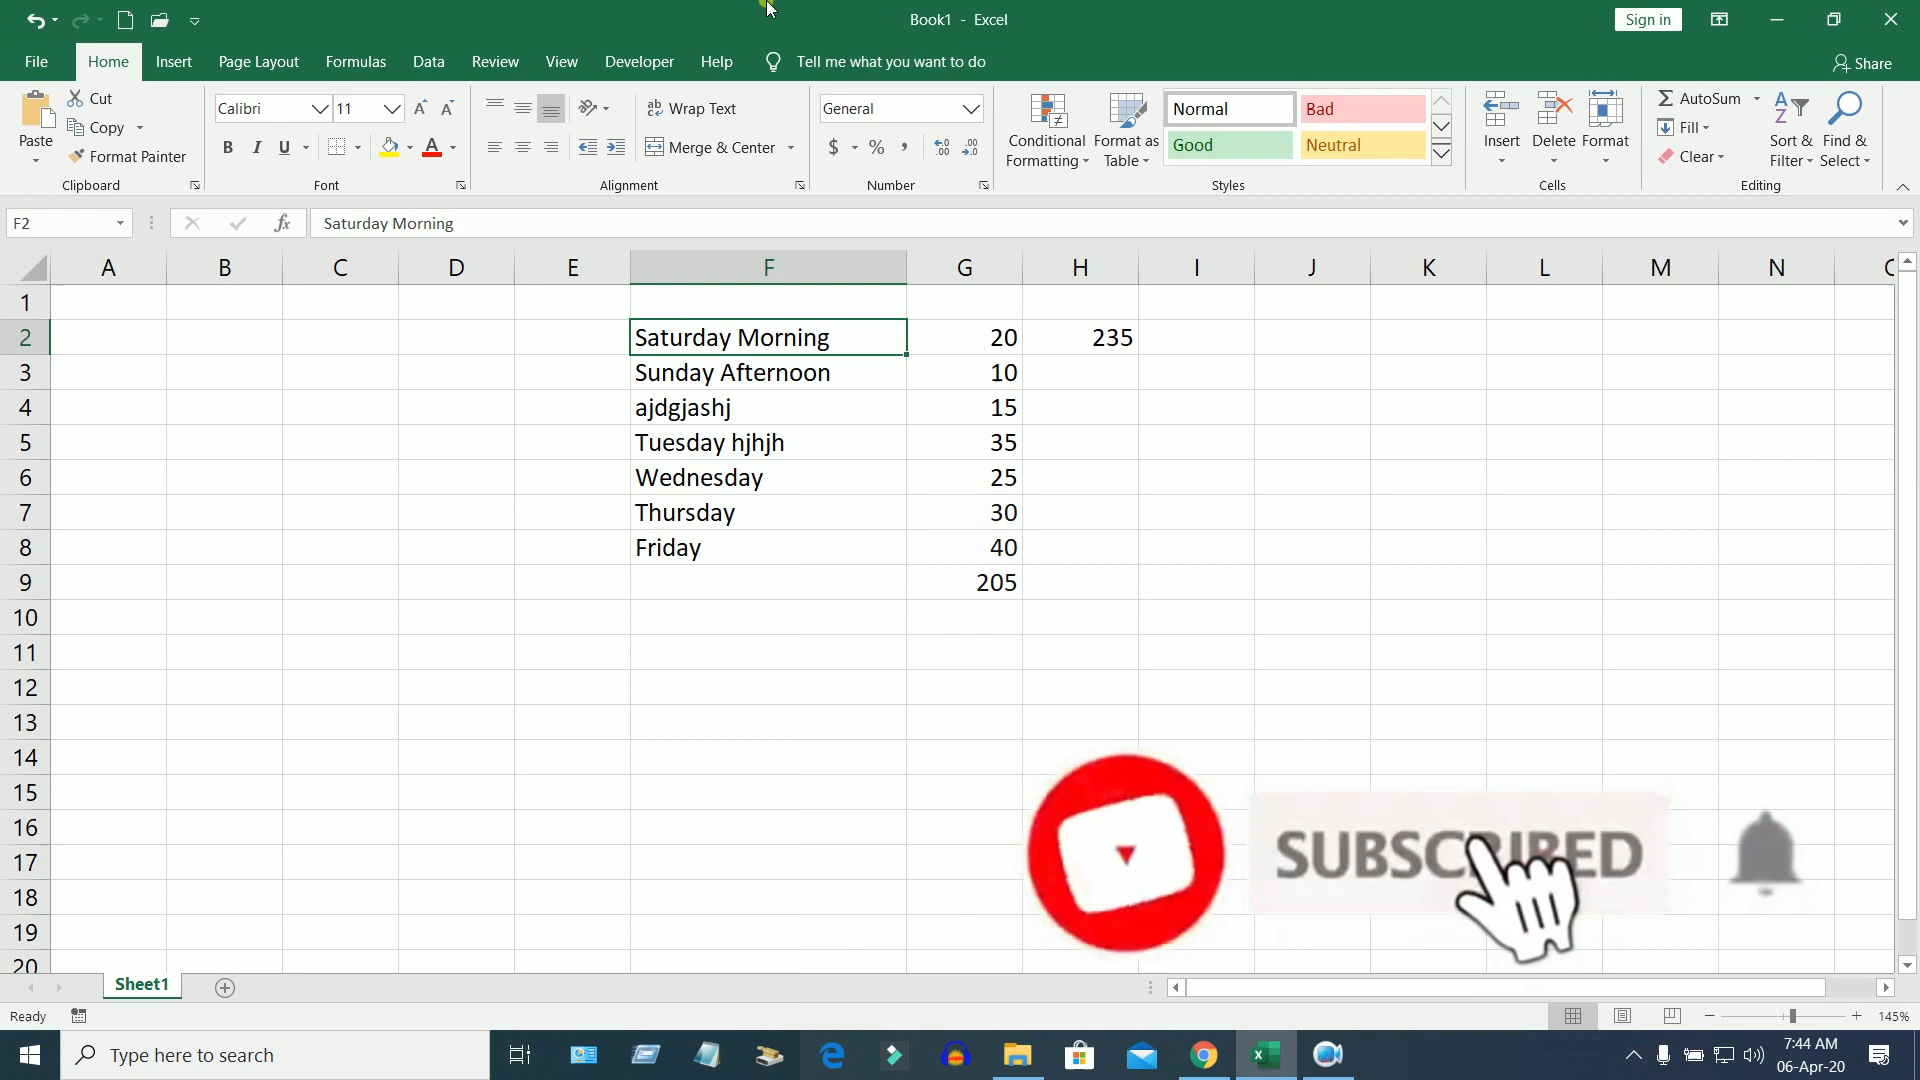 Book1 - Excel
Sign in
File Home Insert Page Layout Formulas Data Review View Developer Help Tell me what you want to do Share
Paste
Cut
Copy
Format Painter
Clipboard
Calibri 11
B I U A
Font
Wrap Text
Merge & Center
Alignment
General
$ % ,
Number
Conditional Formatting
Format as Table
Normal Bad
Good Neutral
Styles
Insert Delete Format
Cells
AutoSum
Fill
Clear
Sort & Filter
Find & Select
Editing
F2 fx Saturday Morning
A B C D E F G H I J K L M N
1
2 Saturday Morning 20 235
3 Sunday Afternoon 10
4 ajdgjashj 15
5 Tuesday hjhjh 35
6 Wednesday 25
7 Thursday 30
8 Friday 40
9 205
10
11
12
13
14
15
16
17
18
19
20
SUBSCRIBED
Sheet1
Ready 145%
Type here to search
7:44 AM
06-Apr-20